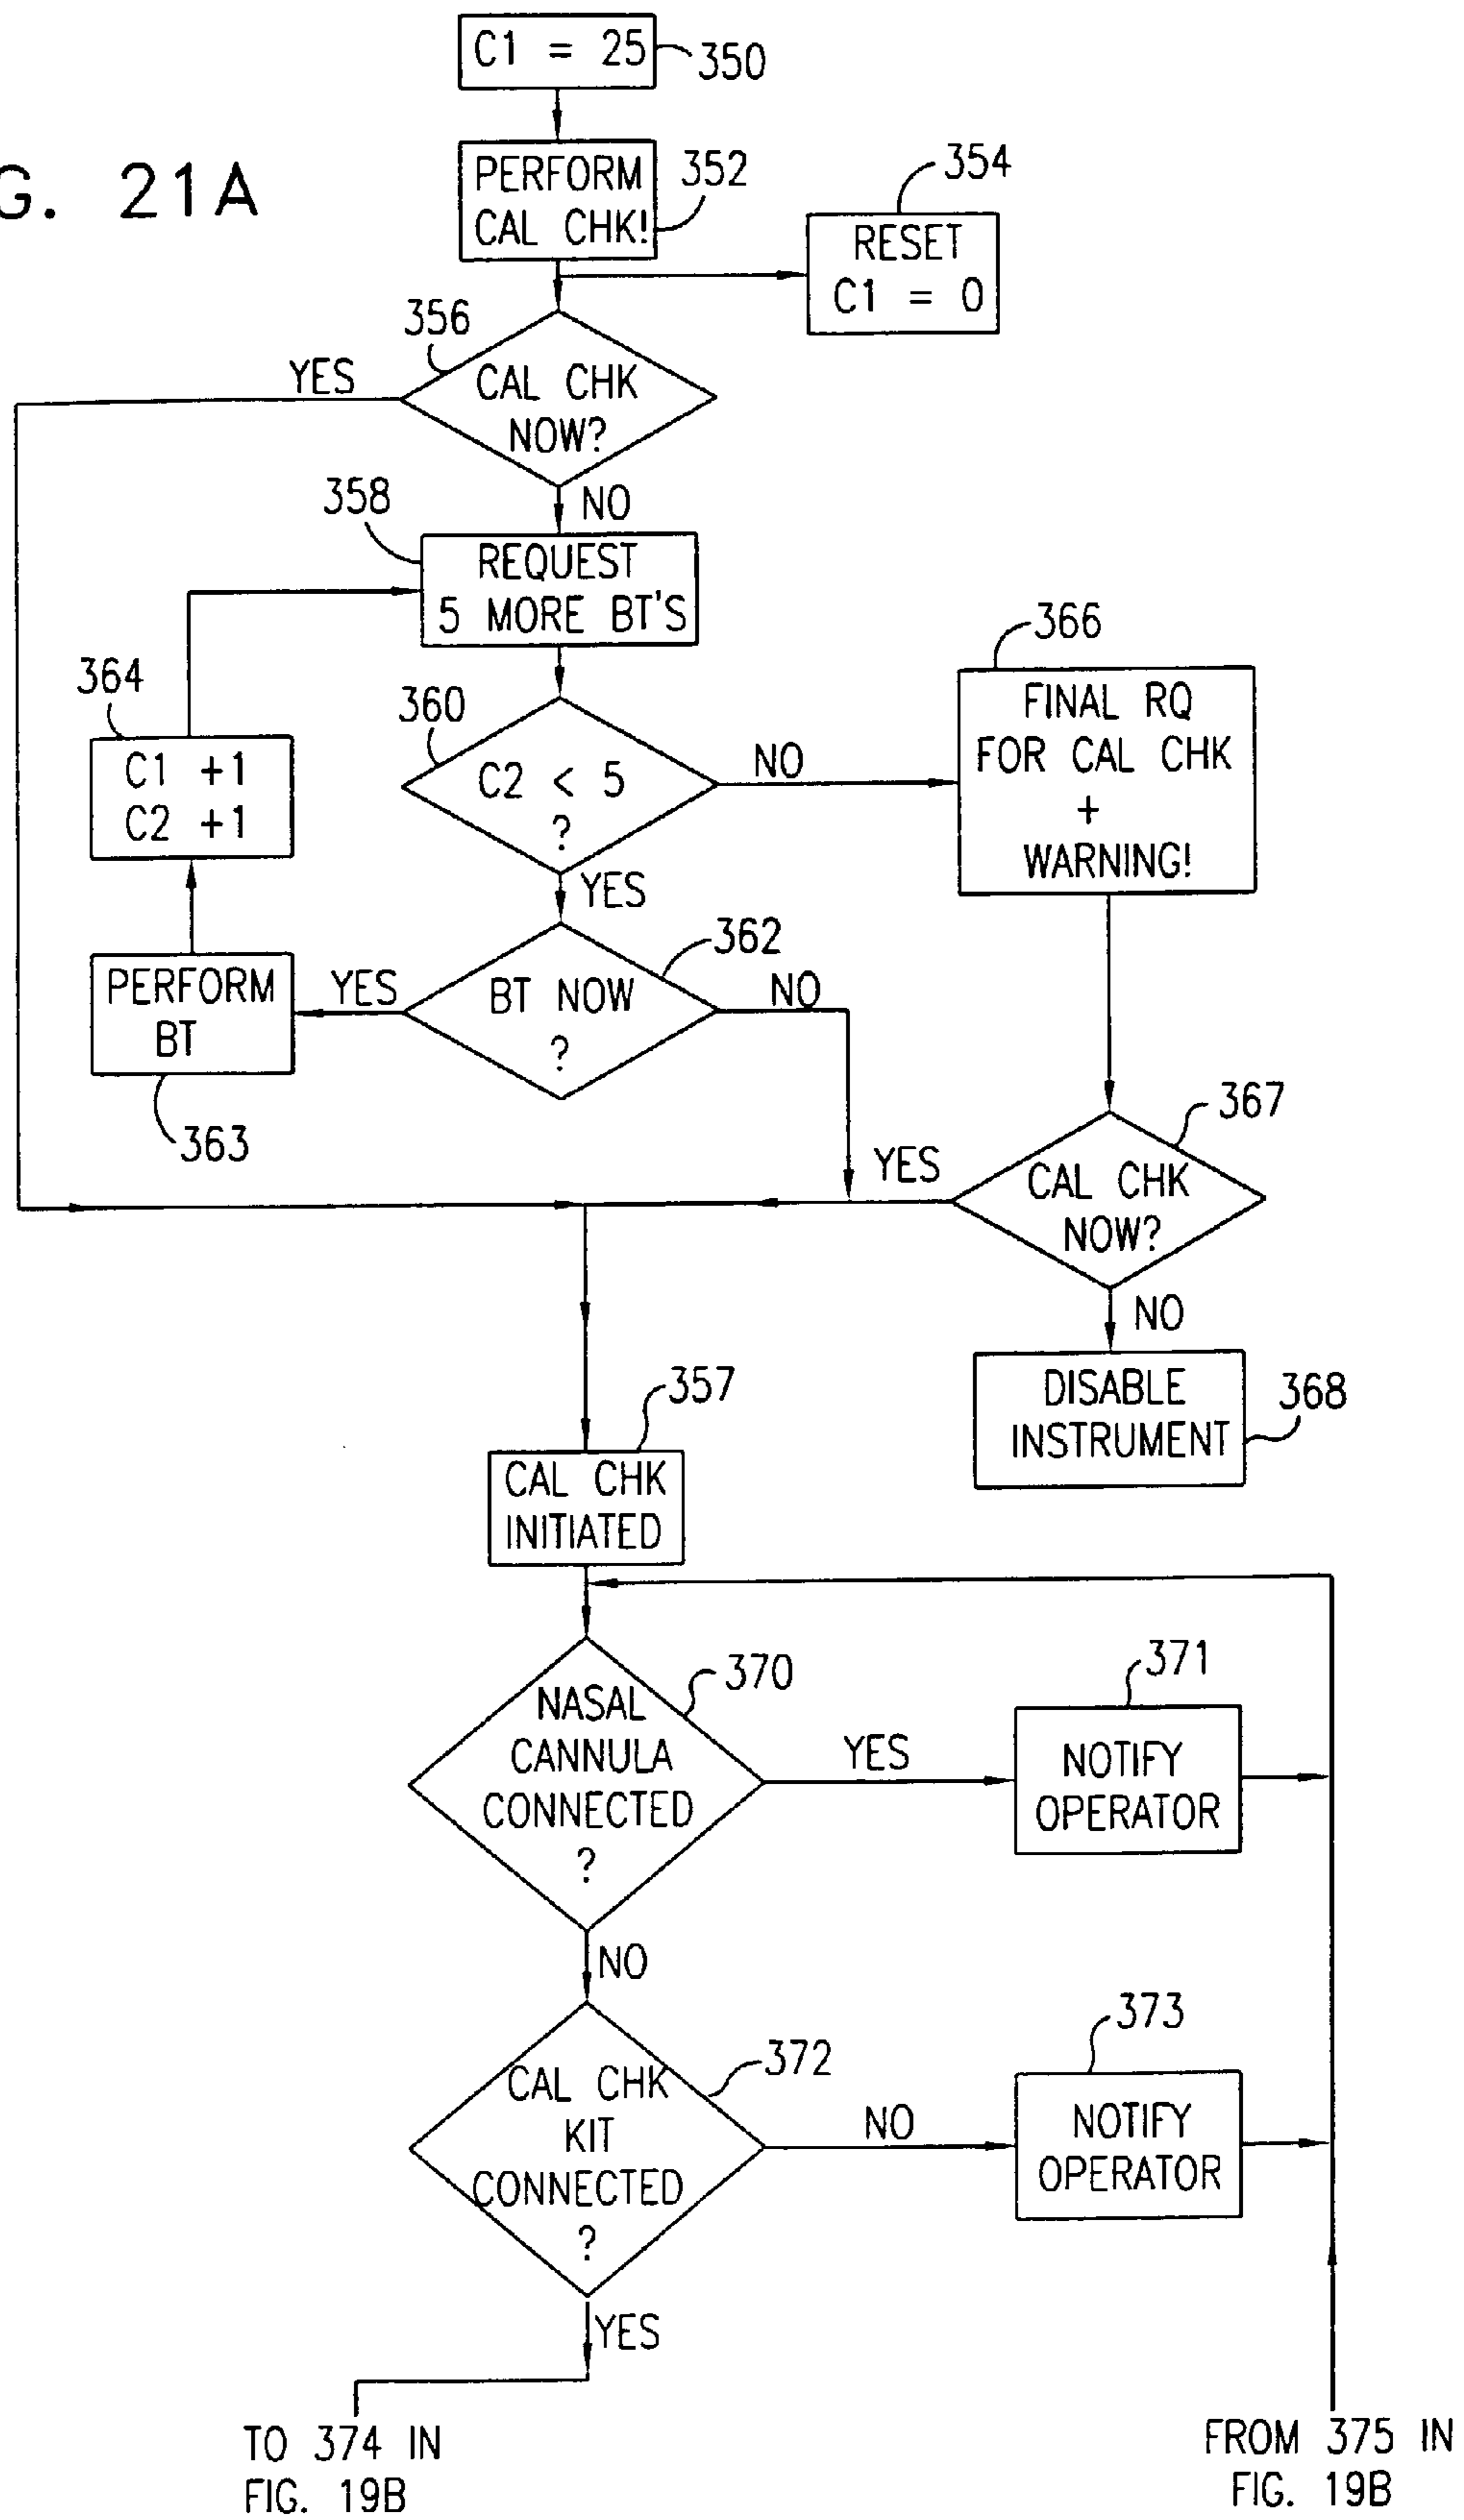 C1 = 25
350
G. 21A
PERFORM
CAL CHK!
352
354
RESET
C1 = 0
356
YES
CAL CHK
NOW?
NO
358
REQUEST
5 MORE BT'S
364
C1 +1
C2 +1
360
C2 < 5
?
NO
366
FINAL RQ
FOR CAL CHK
+
WARNING!
YES
362
BT NOW
?
YES
NO
PERFORM
BT
363
367
YES
CAL CHK
NOW?
NO
DISABLE
INSTRUMENT
368
357
CAL CHK
INITIATED
370
NASAL
CANNULA
CONNECTED
?
YES
371
NOTIFY
OPERATOR
NO
372
CAL CHK
KIT
CONNECTED
?
NO
373
NOTIFY
OPERATOR
YES
TO 374 IN
FIG. 19B
FROM 375 IN
FIG. 19B